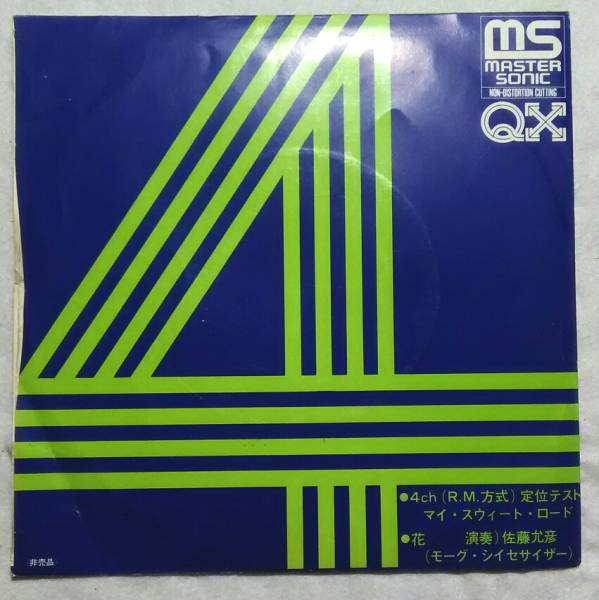 ms
MASTER
SONIC
NON-DISTORTION CUTTING
QX
4
●4ch(R.M.方式)定位テスト
マイ・スウィート・ロード
●花 演奏)佐藤允彦
(モーグ・シイセサイザー)
(非売品)